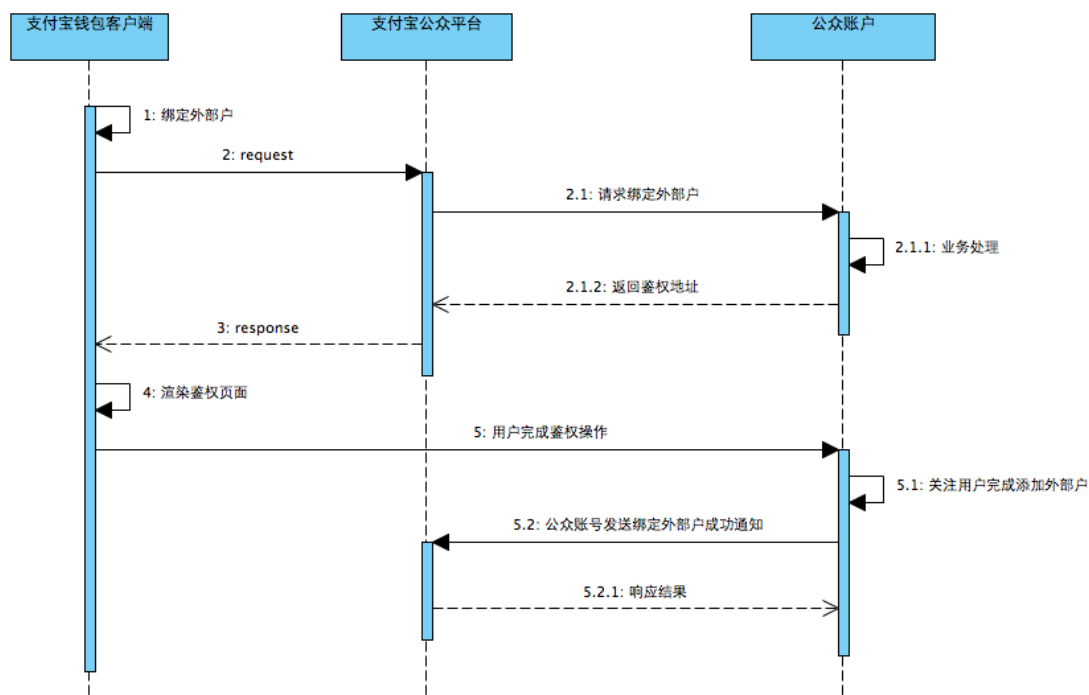 支付宝钱包客户端
支付宝公众平台
公众账户
1: 绑定外部户
2: request
2.1: 请求绑定外部户
2.1.1: 业务处理
2.1.2: 返回鉴权地址
3: response
4: 渲染鉴权页面
5: 用户完成鉴权操作
5.1: 关注用户完成添加外部户
5.2: 公众账号发送绑定外部户成功通知
5.2.1: 响应结果